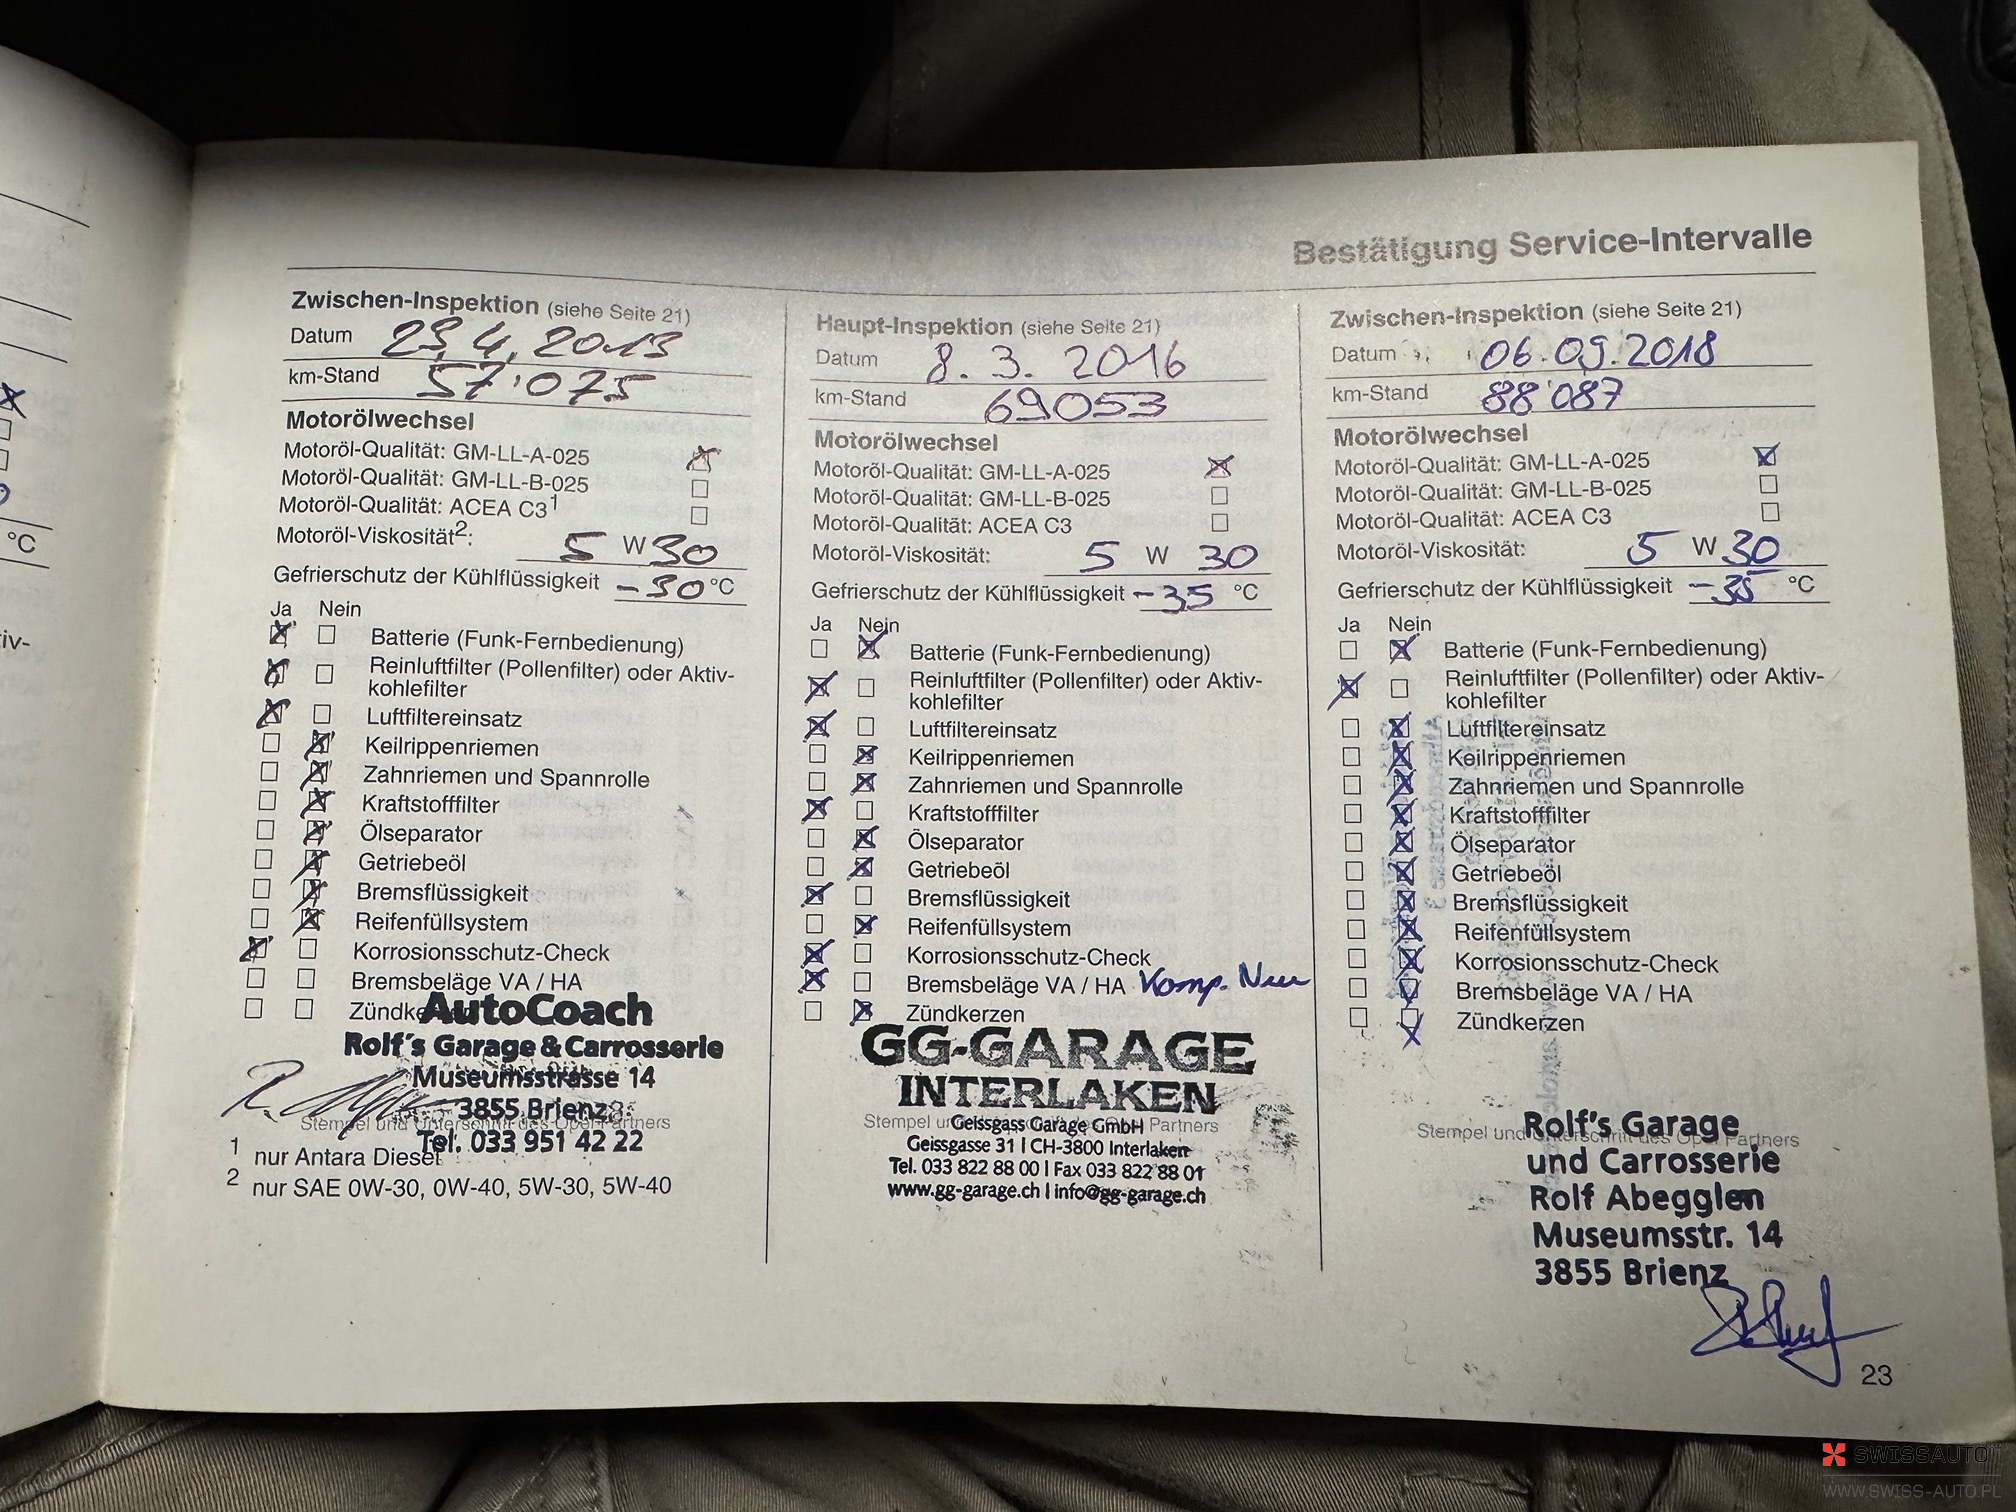 Bestätigung Service-Intervalle
Zwischen-Inspektion (siehe Seite 21)
Datum 23.4.2013
km-Stand 57'075
Motorölwechsel
Motoröl-Qualität: GM-LL-A-025
Motoröl-Qualität: GM-LL-B-025
Motoröl-Qualität: ACEA C3¹
Motoröl-Viskosität²: 5 W 30
Gefrierschutz der Kühlflüssigkeit -30 °C
Ja Nein
Batterie (Funk-Fernbedienung)
Reinluftfilter (Pollenfilter) oder Aktiv-
kohlefilter
Luftfiltereinsatz
Keilrippenriemen
Zahnriemen und Spannrolle
Kraftstofffilter
Ölseparator
Getriebeöl
Bremsflüssigkeit
Reifenfüllsystem
Korrosionsschutz-Check
Bremsbeläge VA / HA
AutoCoach
Rolf's Garage & Carrosserie
Museumsstrasse 14
3855 Brienz
Stempel und Unterschrift des Opel Partners
Tel. 033 951 42 22
1 nur Antara Diesel
2 nur SAE 0W-30, 0W-40, 5W-30, 5W-40
Haupt-Inspektion (siehe Seite 21)
Datum 8.3.2016
km-Stand 69053
Motorölwechsel
Motoröl-Qualität: GM-LL-A-025
Motoröl-Qualität: GM-LL-B-025
Motoröl-Qualität: ACEA C3
Motoröl-Viskosität: 5 W 30
Gefrierschutz der Kühlflüssigkeit -35 °C
Ja Nein
Batterie (Funk-Fernbedienung)
Reinluftfilter (Pollenfilter) oder Aktiv-
kohlefilter
Luftfiltereinsatz
Keilrippenriemen
Zahnriemen und Spannrolle
Kraftstofffilter
Ölseparator
Getriebeöl
Bremsflüssigkeit
Reifenfüllsystem
Korrosionsschutz-Check
Bremsbeläge VA / HA Komp. Neu
Zündkerzen
GG-GARAGE
INTERLAKEN
Geissgass Garage GmbH
Geissgasse 31 I CH-3800 Interlaken
Tel. 033 822 88 00 I Fax 033 822 88 01
www.gg-garage.ch I info@gg-garage.ch
Zwischen-Inspektion (siehe Seite 21)
Datum 06.09.2018
km-Stand 88'087
Motorölwechsel
Motoröl-Qualität: GM-LL-A-025
Motoröl-Qualität: GM-LL-B-025
Motoröl-Qualität: ACEA C3
Motoröl-Viskosität: 5 W 30
Gefrierschutz der Kühlflüssigkeit -35 °C
Ja Nein
Batterie (Funk-Fernbedienung)
Reinluftfilter (Pollenfilter) oder Aktiv-
kohlefilter
Luftfiltereinsatz
Keilrippenriemen
Zahnriemen und Spannrolle
Kraftstofffilter
Ölseparator
Getriebeöl
Bremsflüssigkeit
Reifenfüllsystem
Korrosionsschutz-Check
Bremsbeläge VA / HA
Zündkerzen
Rolf's Garage
Stempel und Unterschrift des Opel Partners
und Carrosserie
Rolf Abegglen
Museumsstr. 14
3855 Brienz
23
°C
SWISSAUTO
WWW.SWISS-AUTO.PL